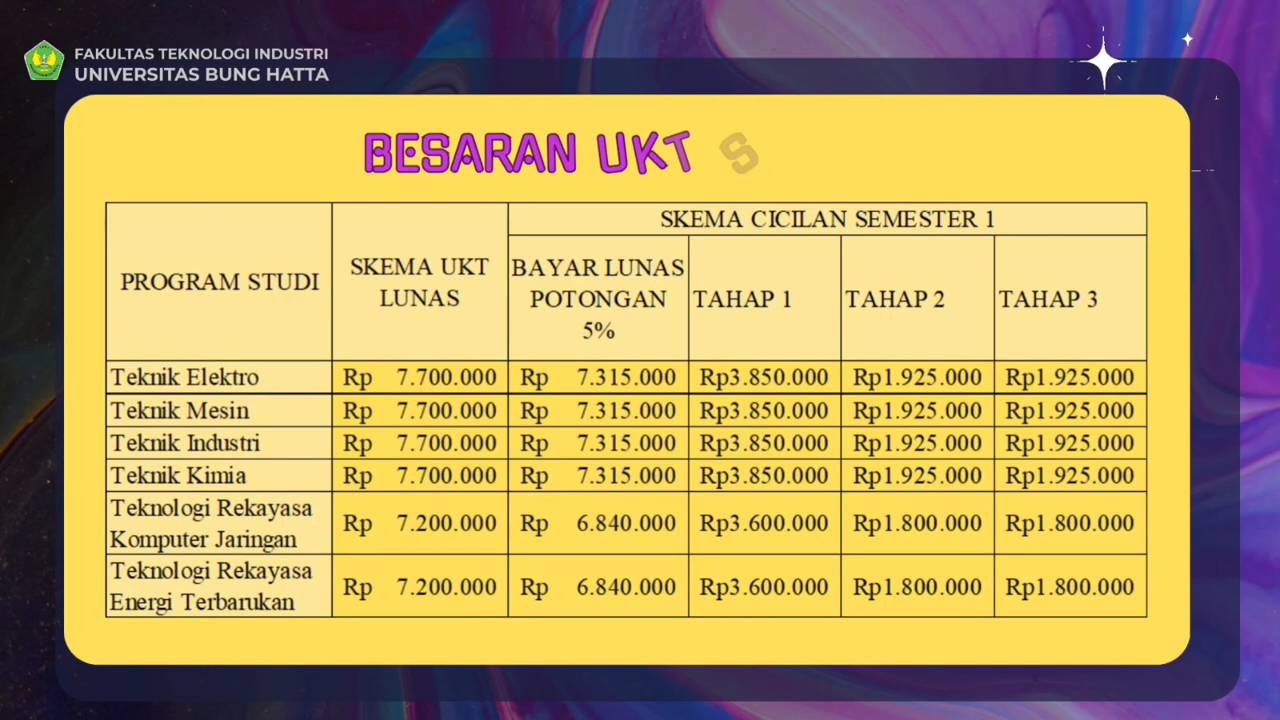 FAKULTAS TEKNOLOGI INDUSTRI
UNIVERSITAS BUNG HATTA
BESARAN UKT S
PROGRAM STUDI
SKEMA UKT
LUNAS
SKEMA CICILAN SEMESTER 1
BAYAR LUNAS
POTONGAN
5%
TAHAP 1
TAHAP 2
TAHAP 3
Teknik Elektro Rp 7.700.000 Rp 7.315.000 Rp3.850.000 Rp1.925.000 Rp1.925.000
Teknik Mesin Rp 7.700.000 Rp 7.315.000 Rp3.850.000 Rp1.925.000 Rp1.925.000
Teknik Industri Rp 7.700.000 Rp 7.315.000 Rp3.850.000 Rp1.925.000 Rp1.925.000
Teknik Kimia Rp 7.700.000 Rp 7.315.000 Rp3.850.000 Rp1.925.000 Rp1.925.000
Teknologi Rekayasa
Komputer Jaringan
Rp 7.200.000 Rp 6.840.000 Rp3.600.000 Rp1.800.000 Rp1.800.000
Teknologi Rekayasa
Energi Terbarukan
Rp 7.200.000 Rp 6.840.000 Rp3.600.000 Rp1.800.000 Rp1.800.000